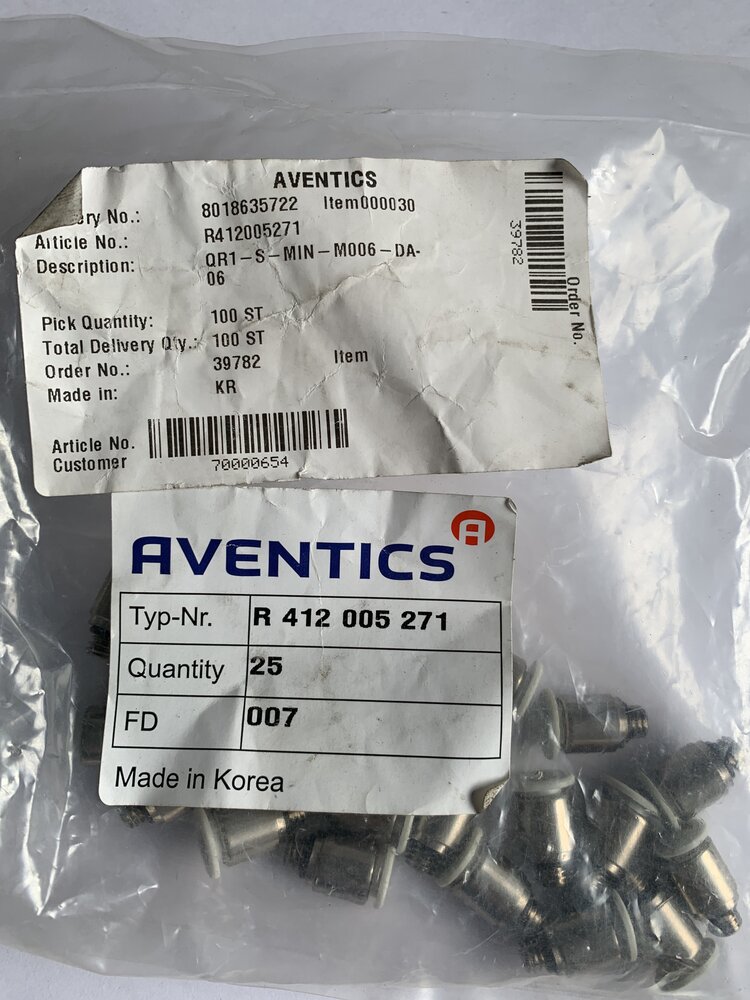 AVENTICS
ery No.: 8018635722 Item000030
Article No.: R412005271
Description: QR1-S-MIN-M006-DA-
06
Pick Quantity: 100 ST
Total Delivery Qty.: 100 ST
Order No.: 39782 Item
Made in: KR
Article No.
Customer
70000654
39782
Order No.
AVENTICS
Typ-Nr. R 412 005 271
Quantity 25
FD 007
Made in Korea